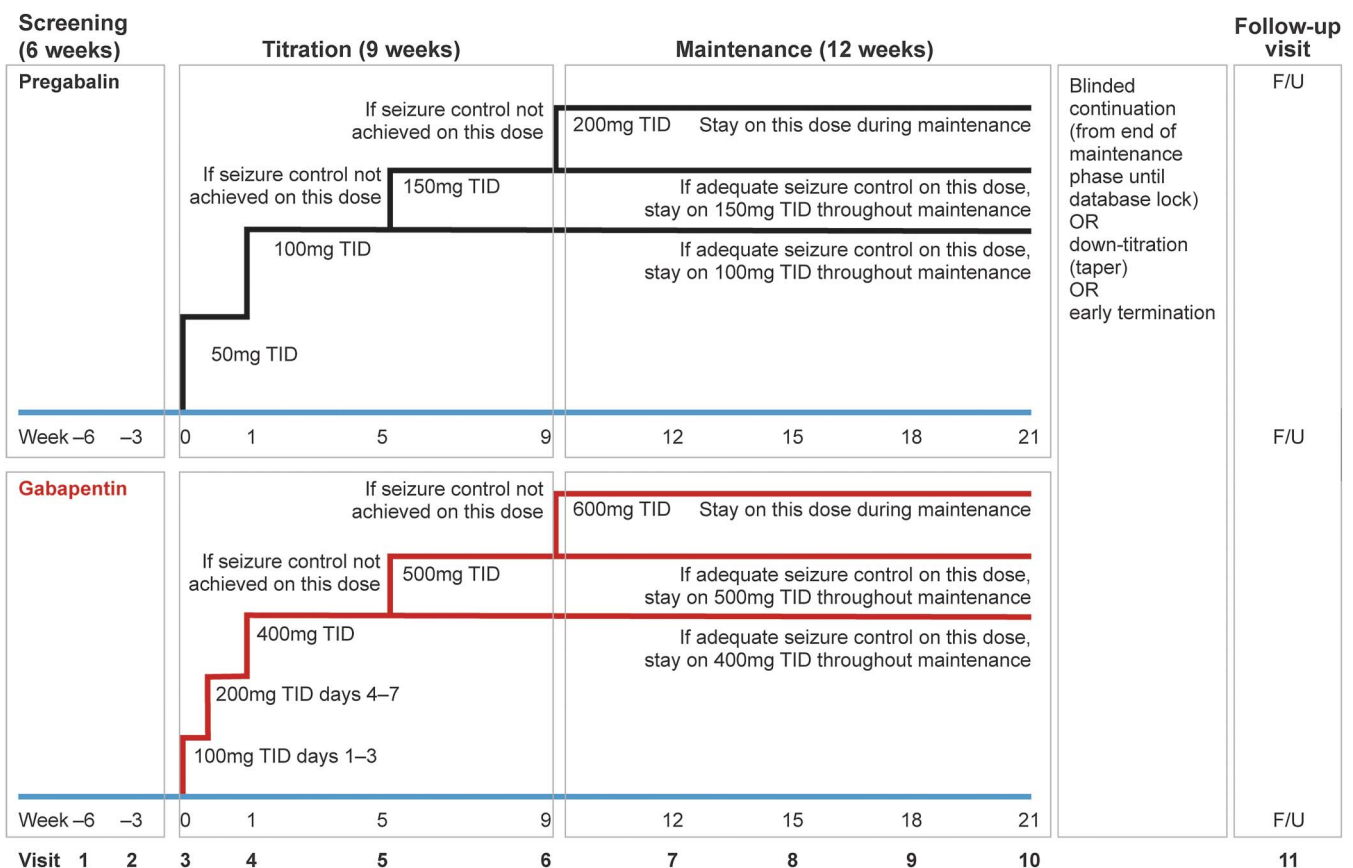 Screening
(6 weeks)
Titration (9 weeks)
Maintenance (12 weeks)
Follow-up
visit
Pregabalin
If seizure control not
achieved on this dose
200mg TID
Stay on this dose during maintenance
If seizure control not
achieved on this dose
150mg TID
If adequate seizure control on this dose,
stay on 150mg TID throughout maintenance
100mg TID
If adequate seizure control on this dose,
stay on 100mg TID throughout maintenance
50mg TID
Blinded
continuation
(from end of
maintenance
phase until
database lock)
OR
down-titration
(taper)
OR
early termination
F/U
Week –6 –3 0 1 5 9 12 15 18 21 F/U
Gabapentin
If seizure control not
achieved on this dose
600mg TID
Stay on this dose during maintenance
If seizure control not
achieved on this dose
500mg TID
If adequate seizure control on this dose,
stay on 500mg TID throughout maintenance
400mg TID
If adequate seizure control on this dose,
stay on 400mg TID throughout maintenance
200mg TID days 4–7
100mg TID days 1–3
Week –6 –3 0 1 5 9 12 15 18 21 F/U
Visit 1 2 3 4 5 6 7 8 9 10 11